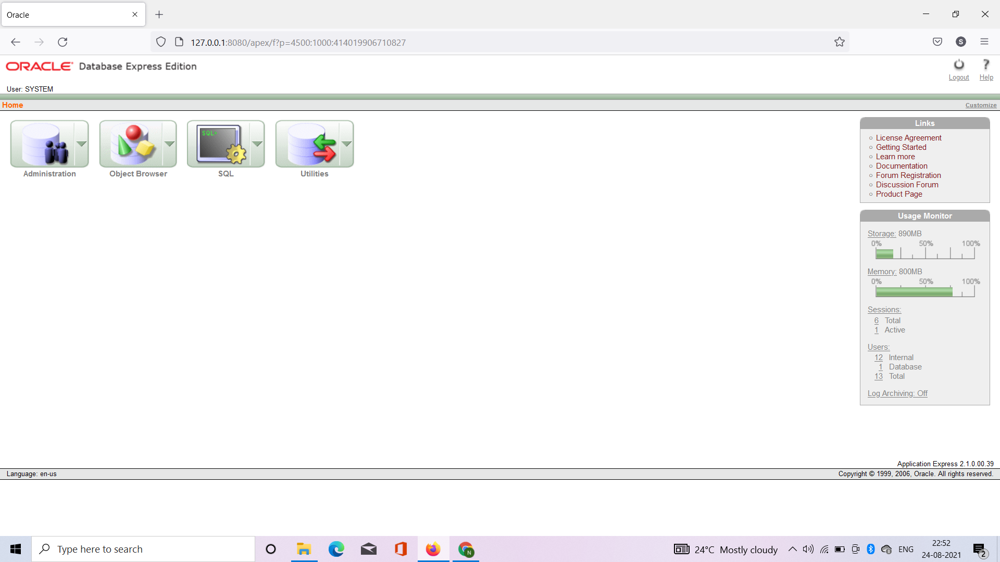 Oracle
127.0.0.1:8080/apex/f?p=4500:1000:414019906710827
S
ORACLE Database Express Edition
Logout Help
User: SYSTEM
Home
Customize
SQL>
Administration
Object Browser
SQL
Utilities
Links
License Agreement
Getting Started
Learn more
Documentation
Forum Registration
Discussion Forum
Product Page
Usage Monitor
Storage: 890MB
0% 50% 100%
Memory: 800MB
0% 50% 100%
Sessions:
6 Total
1 Active
Users:
12 Internal
1 Database
13 Total
Log Archiving: Off
Application Express 2.1.0.00.39
Language: en-us
Copyright © 1999, 2006, Oracle. All rights reserved.
Type here to search
N
24°C Mostly cloudy
ENG
22:52
24-08-2021
2